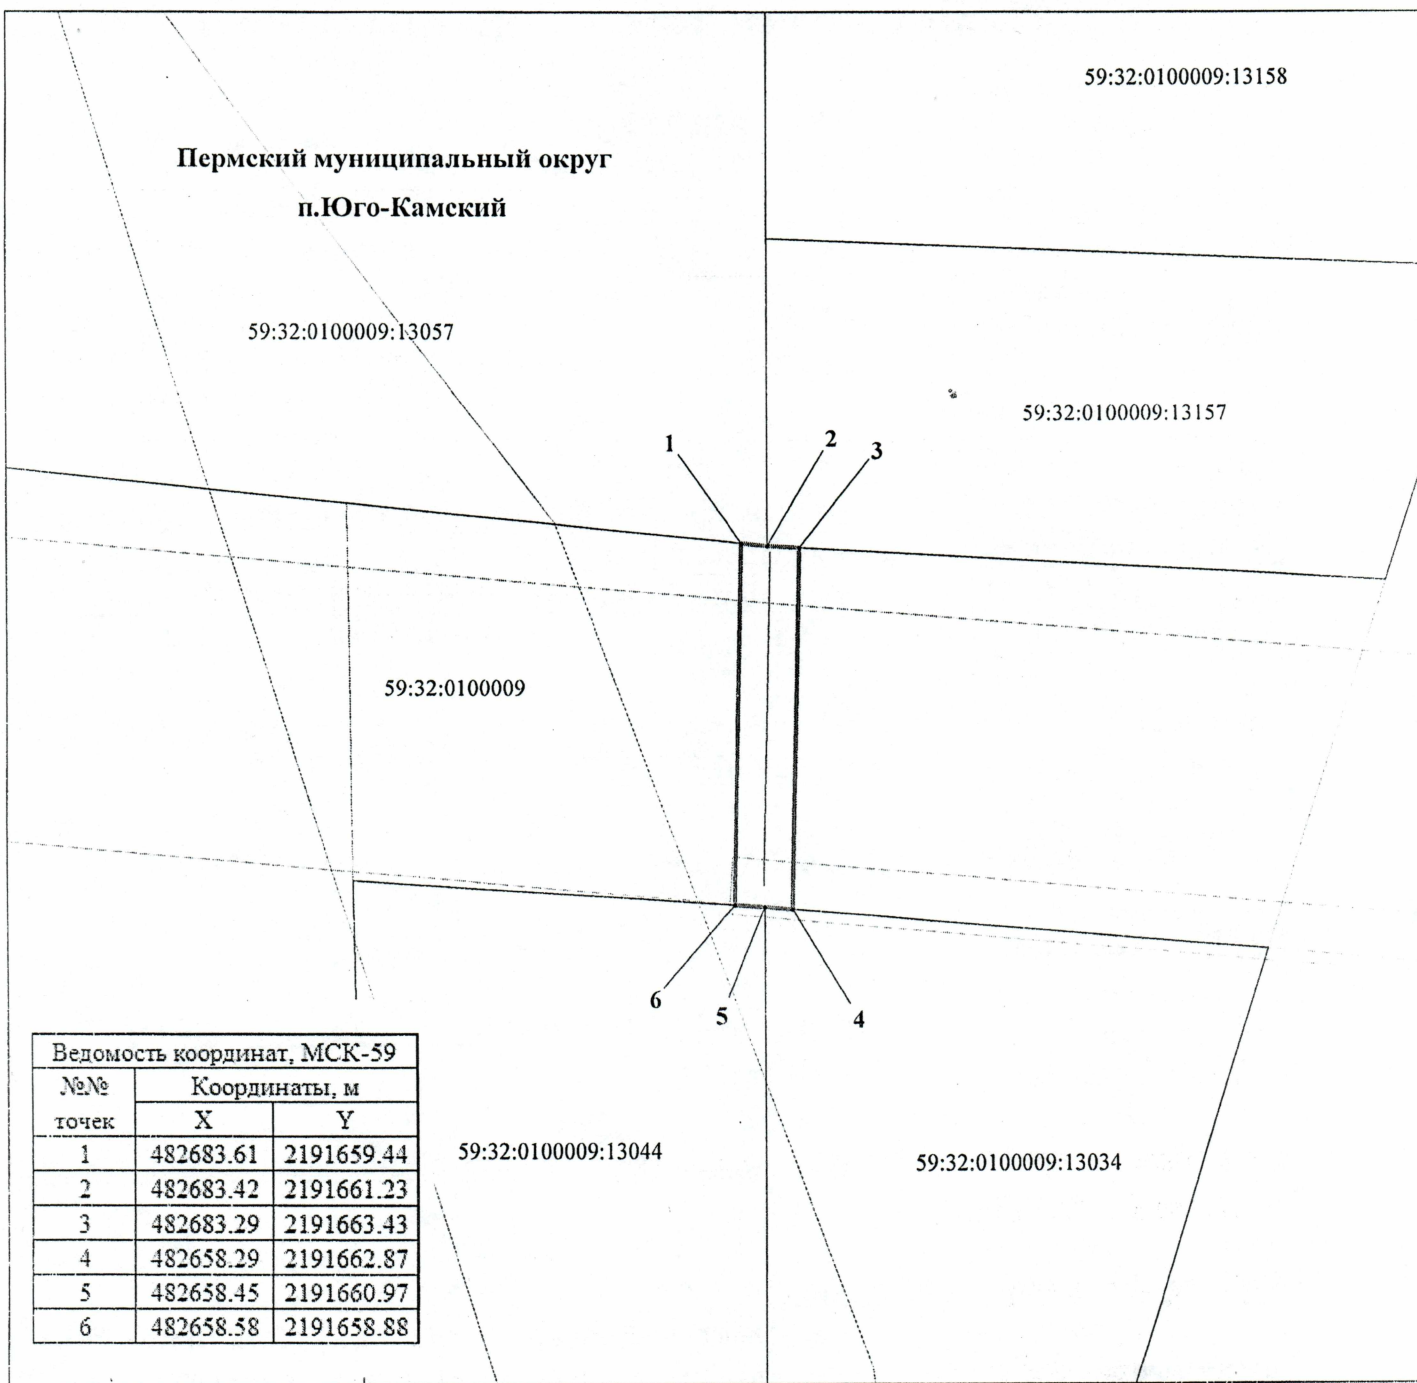 59:32:0100009:13158
Пермский муниципальный округ
п.Юго-Камский
59:32:0100009:13057
59:32:0100009:13157
1
2
3
59:32:0100009
6
5
4
Ведомость координат, МСК-59
№№ точек
Координаты, м
X Y
1 482683.61 2191659.44
2 482683.42 2191661.23
3 482683.29 2191663.43
4 482658.29 2191662.87
5 482658.45 2191660.97
6 482658.58 2191658.88
59:32:0100009:13044
59:32:0100009:13034